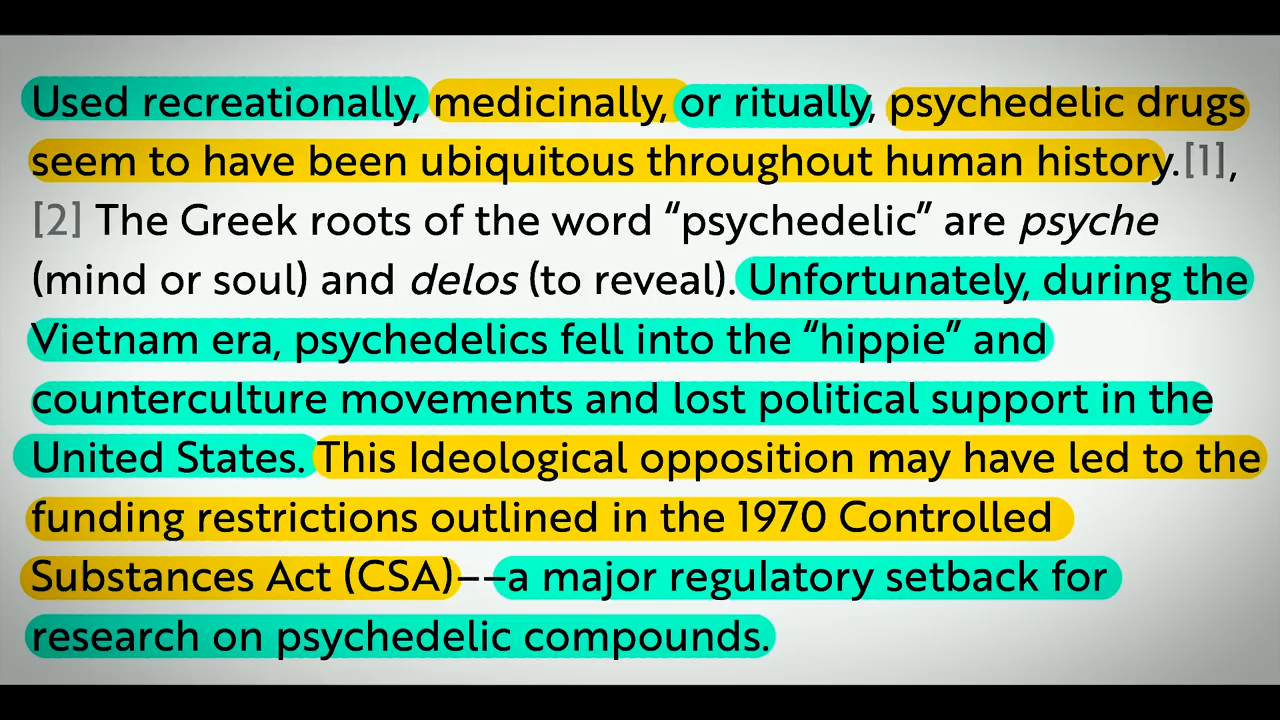 Used recreationally, medicinally, or ritually, psychedelic drugs
seem to have been ubiquitous throughout human history.[1],
[2] The Greek roots of the word “psychedelic” are psyche
(mind or soul) and delos (to reveal). Unfortunately, during the
Vietnam era, psychedelics fell into the “hippie” and
counterculture movements and lost political support in the
United States. This Ideological opposition may have led to the
funding restrictions outlined in the 1970 Controlled
Substances Act (CSA)––a major regulatory setback for
research on psychedelic compounds.